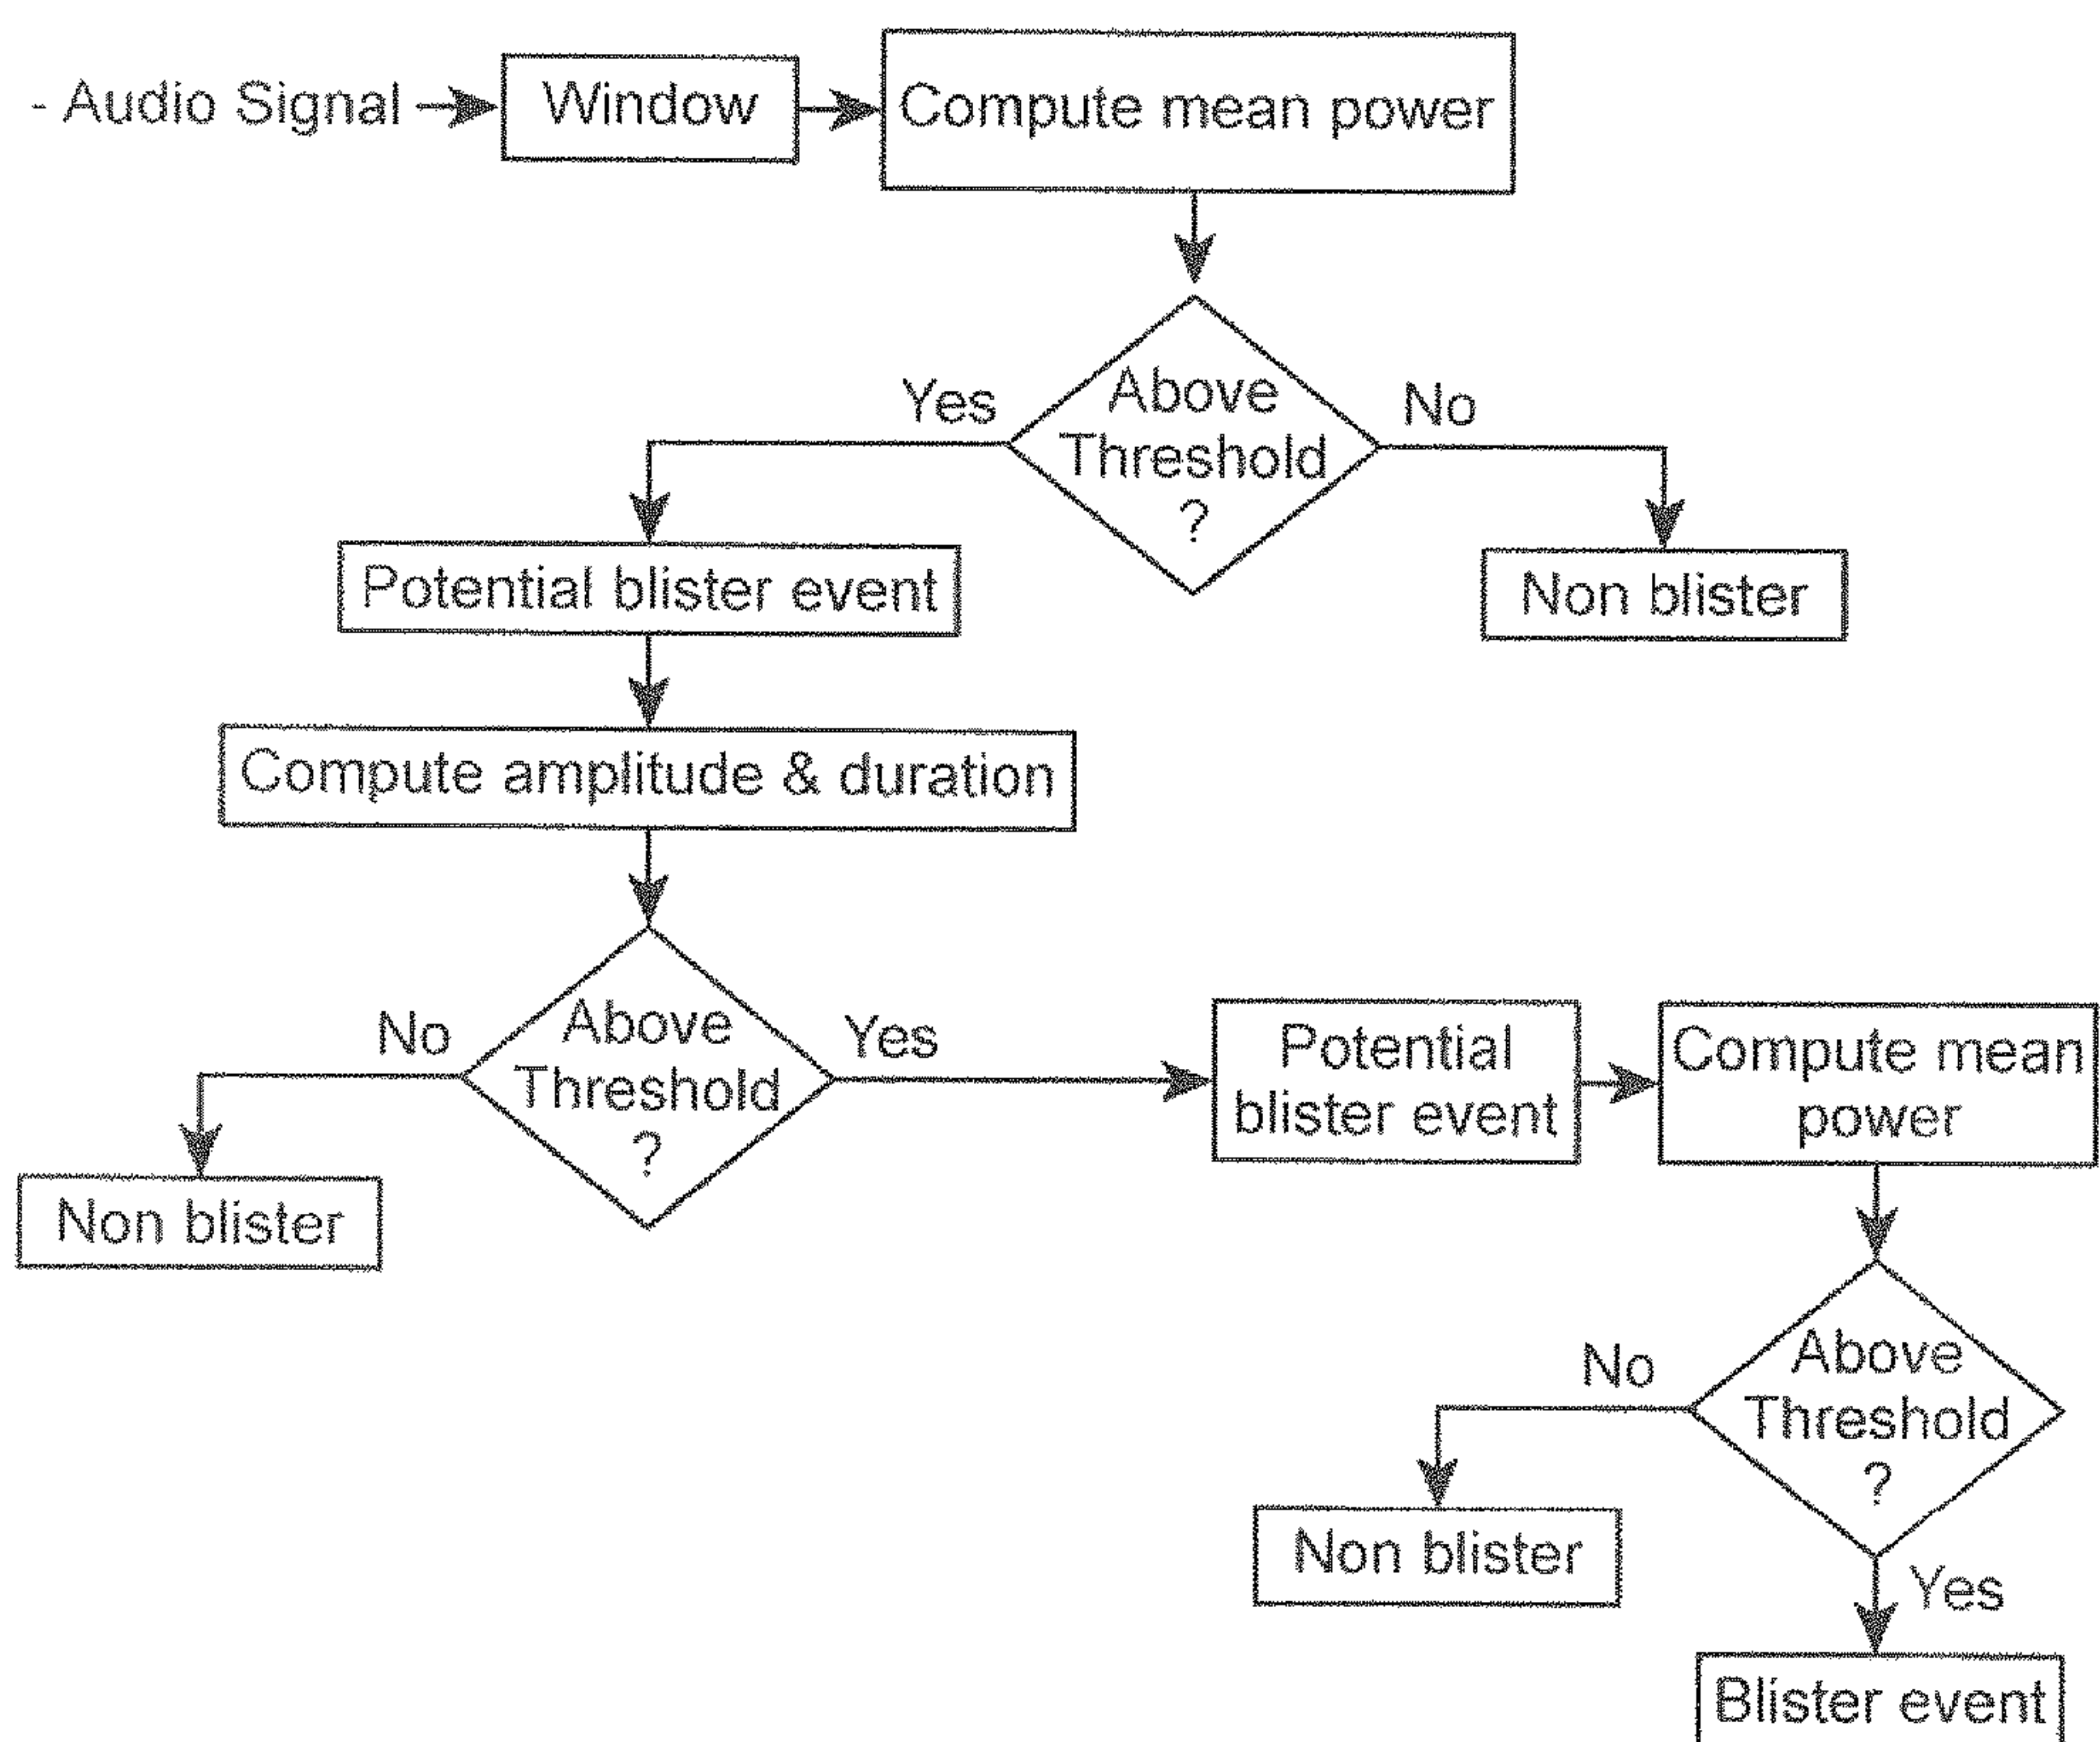 - Audio Signal
Window
Compute mean power
Above
Threshold
?
Yes
No
Potential blister event
Non blister
Compute amplitude & duration
Above
Threshold
?
No
Yes
Non blister
Potential
blister event
Compute mean
power
Above
Threshold
?
No
Non blister
Yes
Blister event